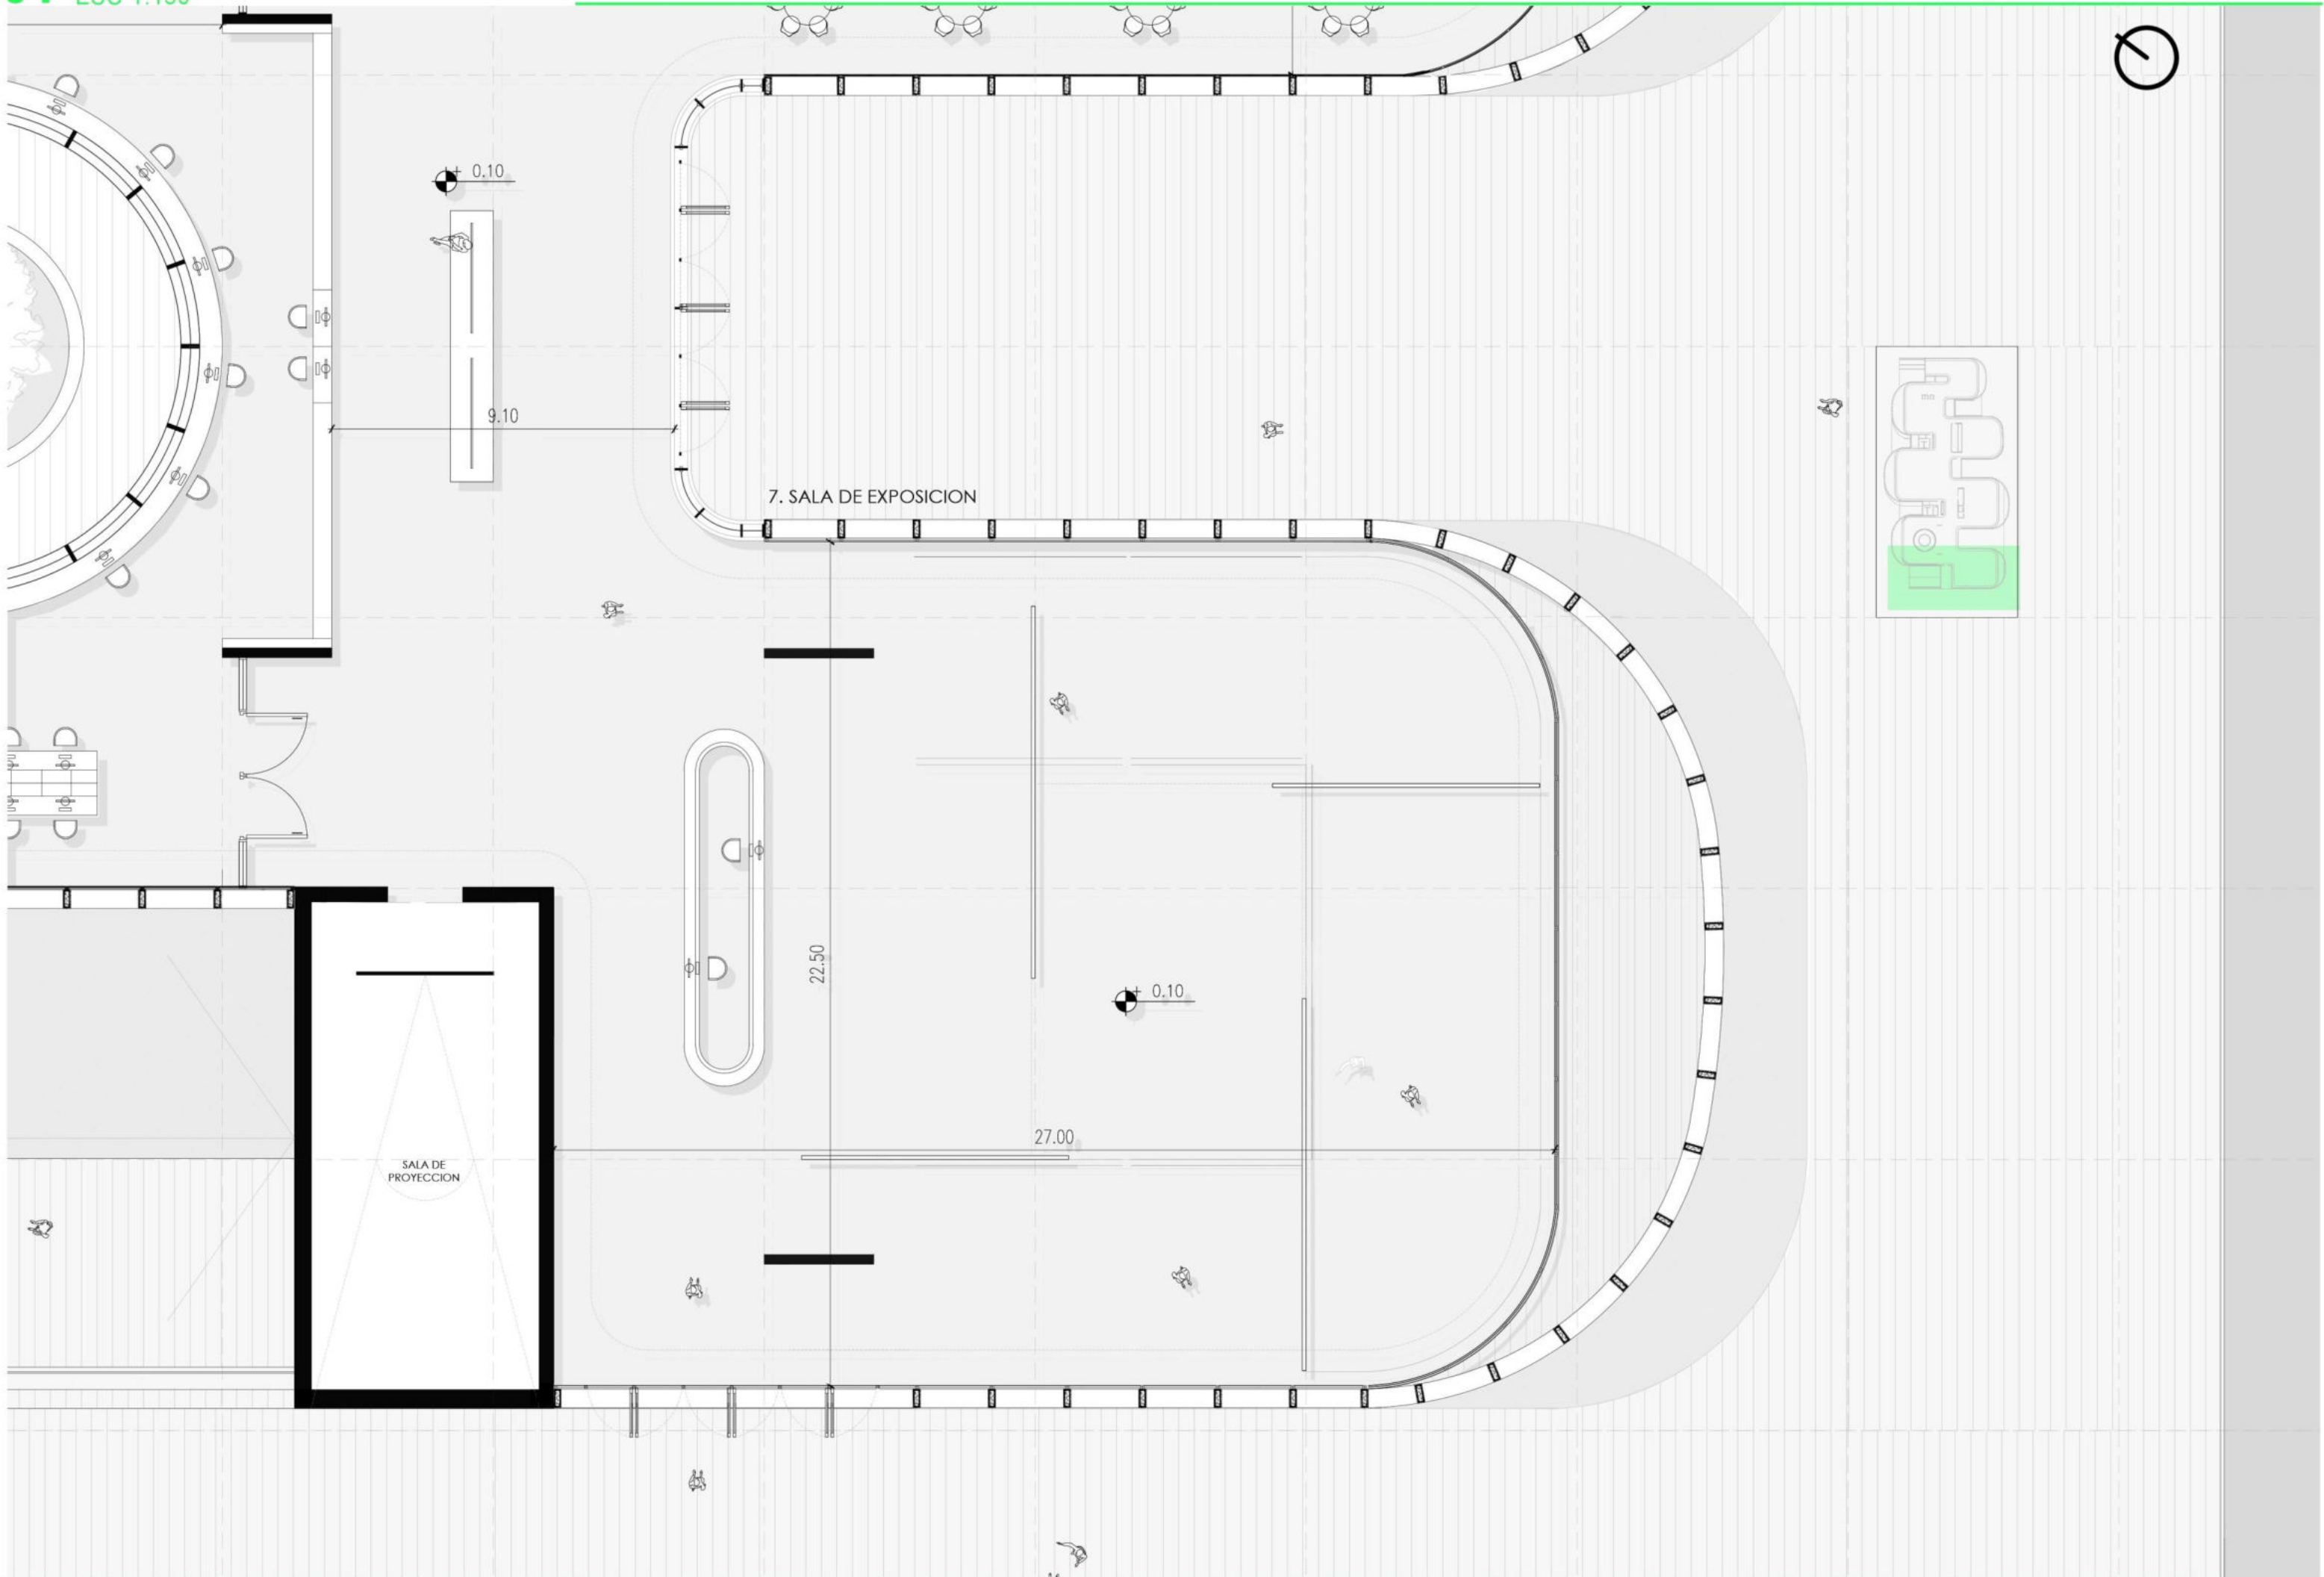 0.10
9.10
7. SALA DE EXPOSICION
22.50
0.10
27.00
SALA DE
PROYECCION